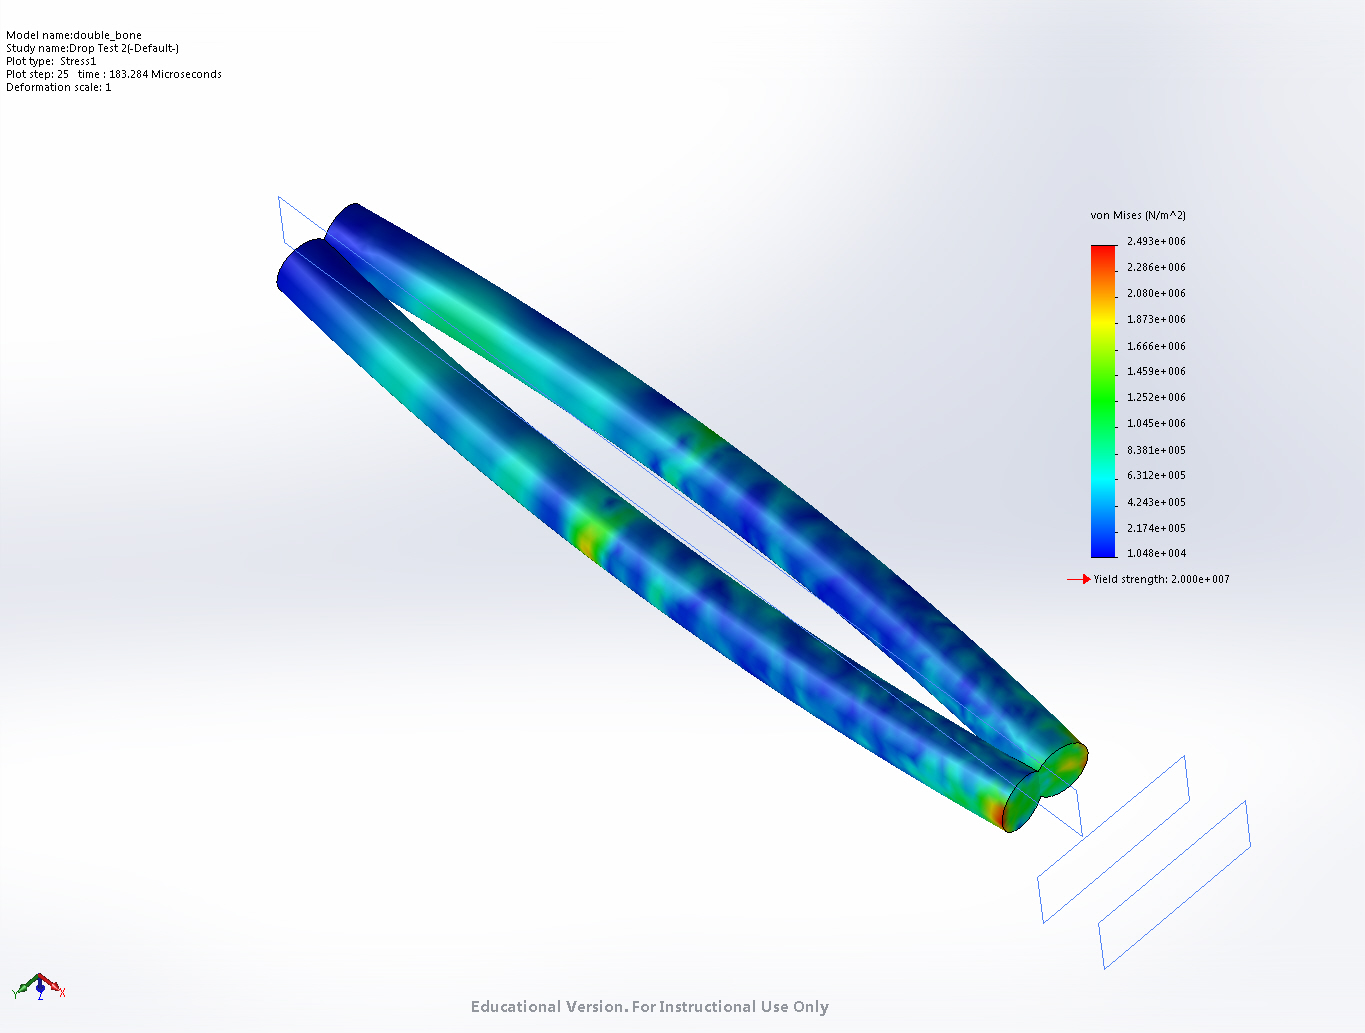 Model name:double_bone
Study name:Drop Test 2(-Default-)
Plot type: Stress1
Plot step: 25 time : 183.284 Microseconds
Deformation scale: 1
von Mises (N/m^2)
2.493e+006
2.286e+006
2.080e+006
1.873e+006
1.666e+006
1.459e+006
1.252e+006
1.045e+006
8.381e+005
6.312e+005
4.243e+005
2.174e+005
1.048e+004
Yield strength: 2.000e+007
Y
Z
X
Educational Version. For Instructional Use Only